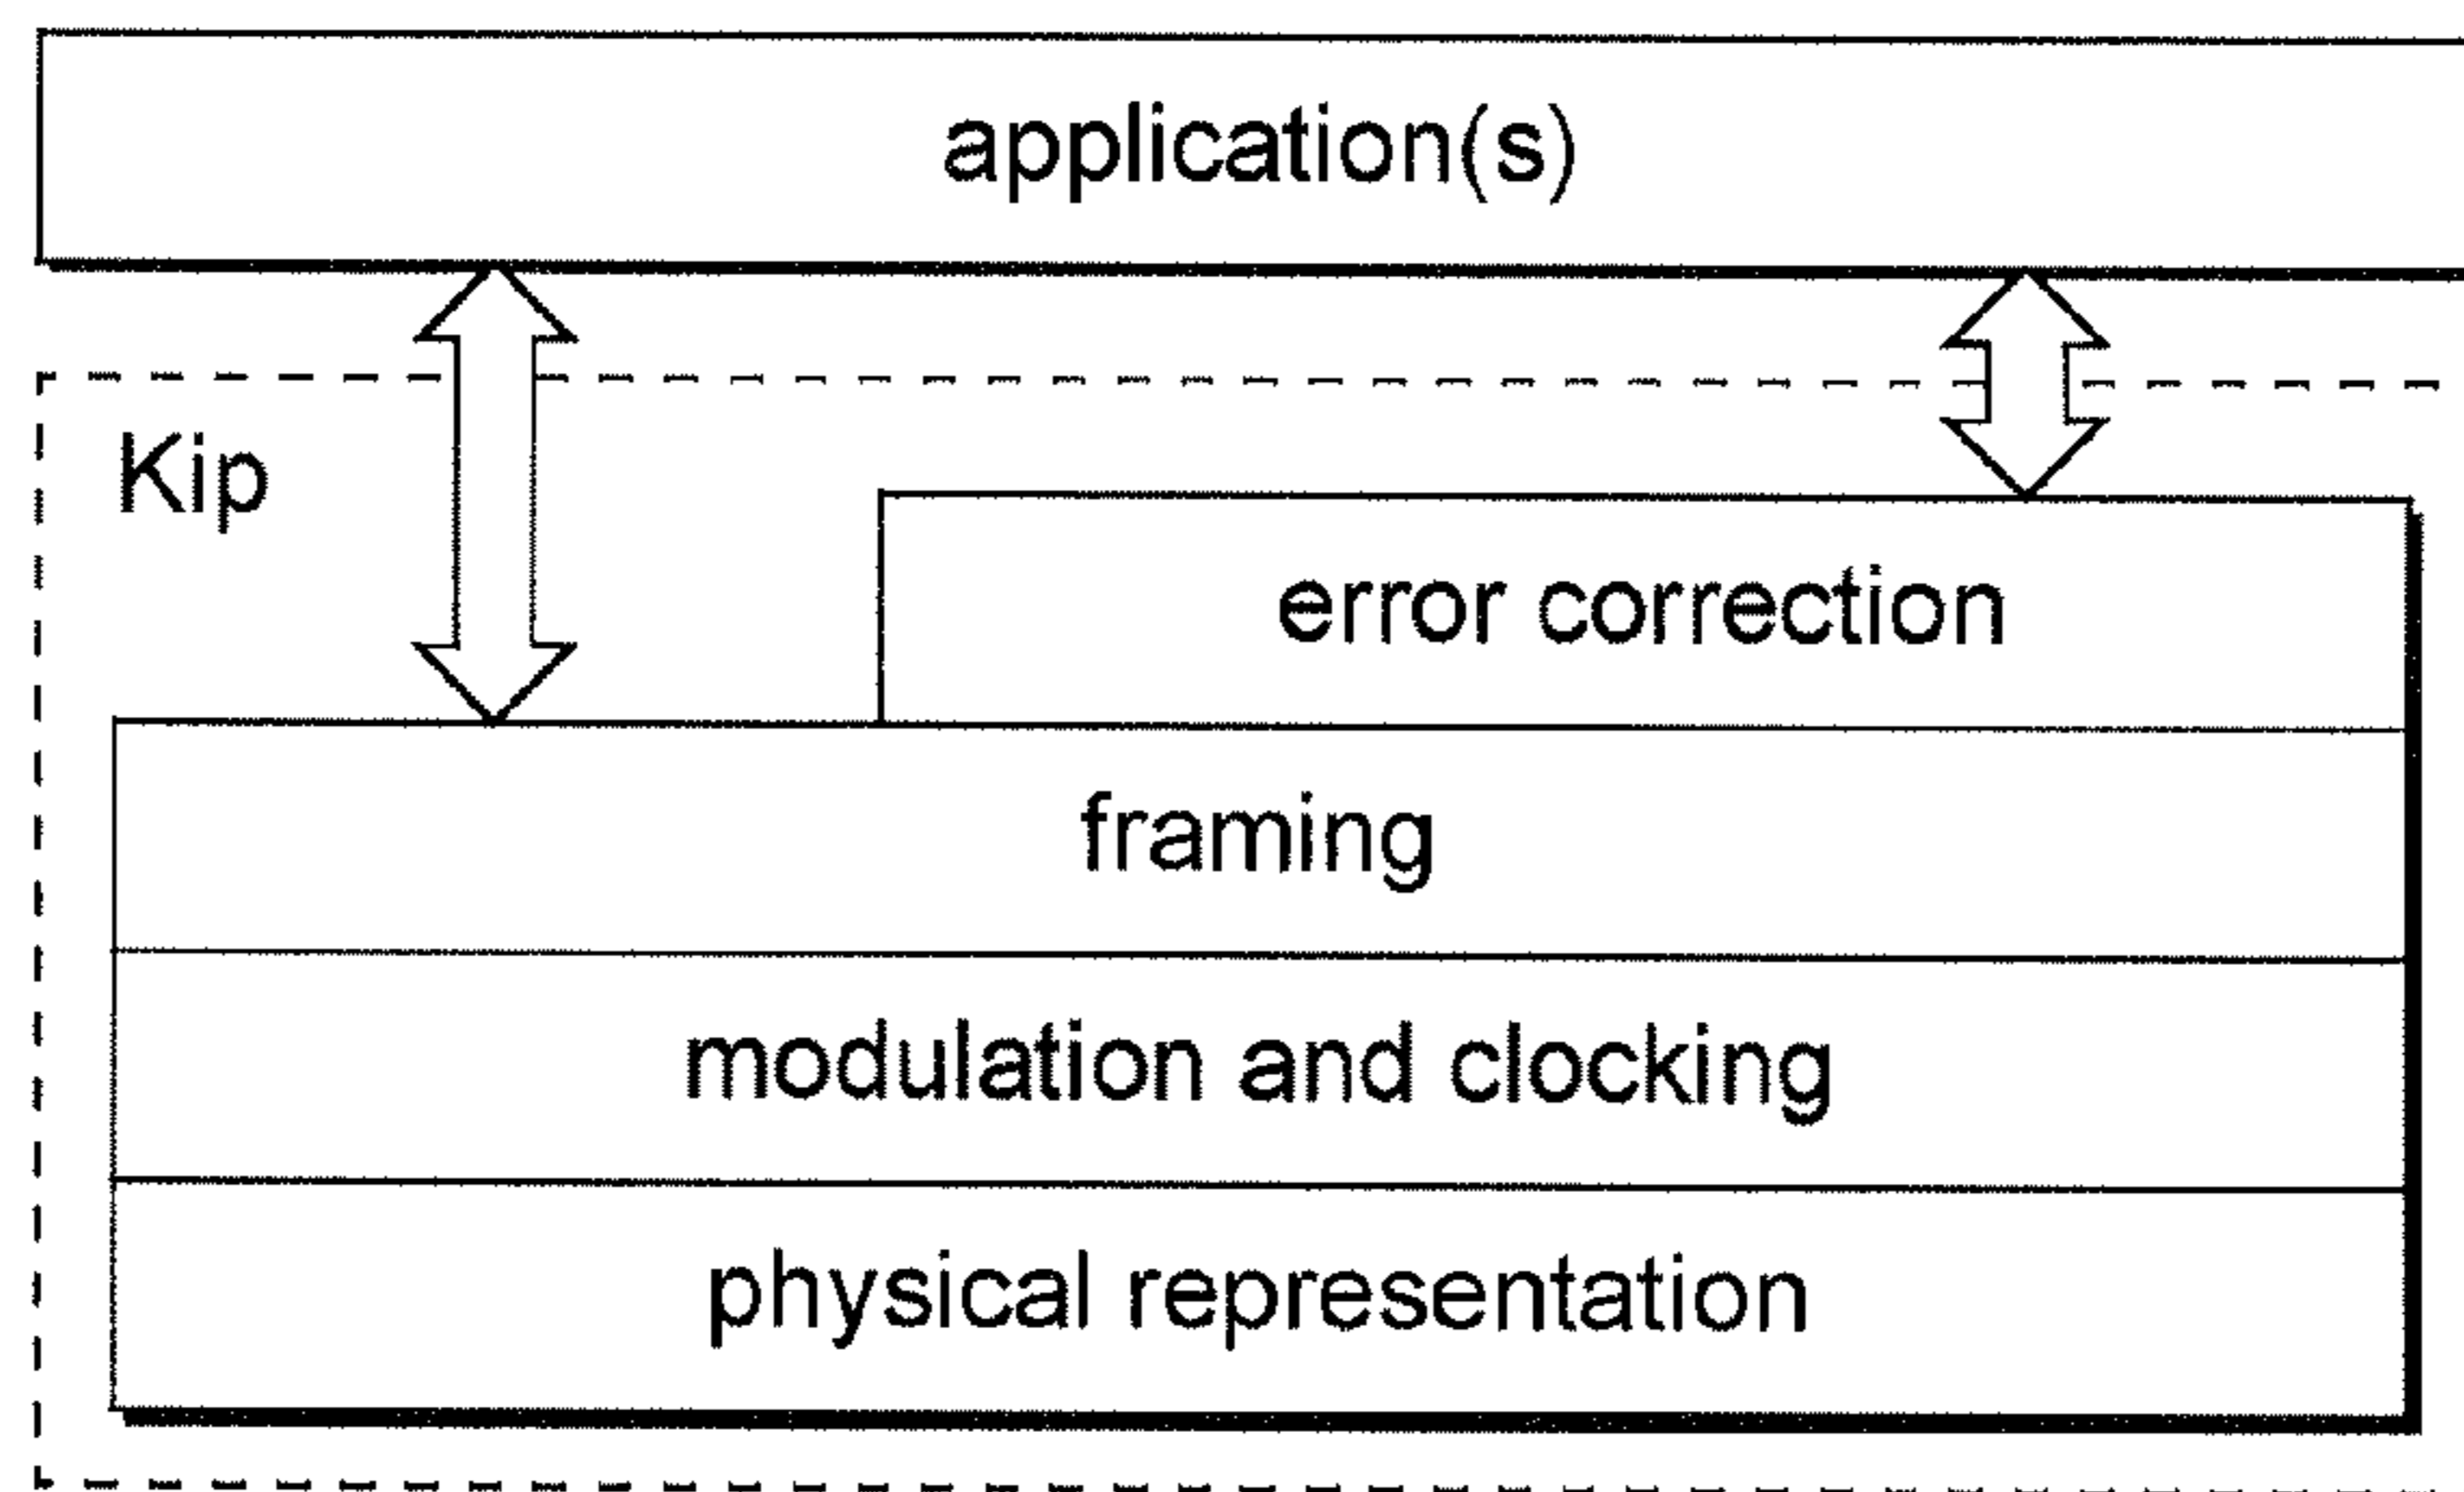 application(s)
Kip
error correction
framing
modulation and clocking
physical representation